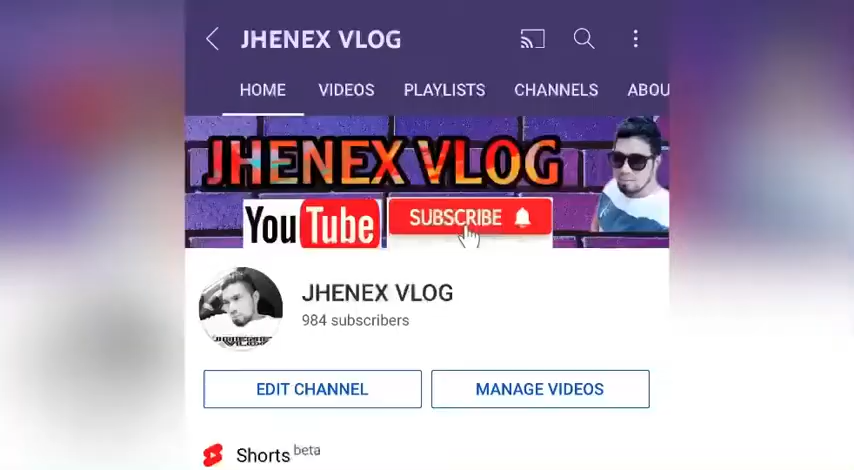 JHENEX VLOG
HOME VIDEOS PLAYLISTS CHANNELS ABOU
JHENEX VLOG
YouTube SUBSCRIBE
JHENEX VLOG
984 subscribers
EDIT CHANNEL MANAGE VIDEOS
Shorts beta